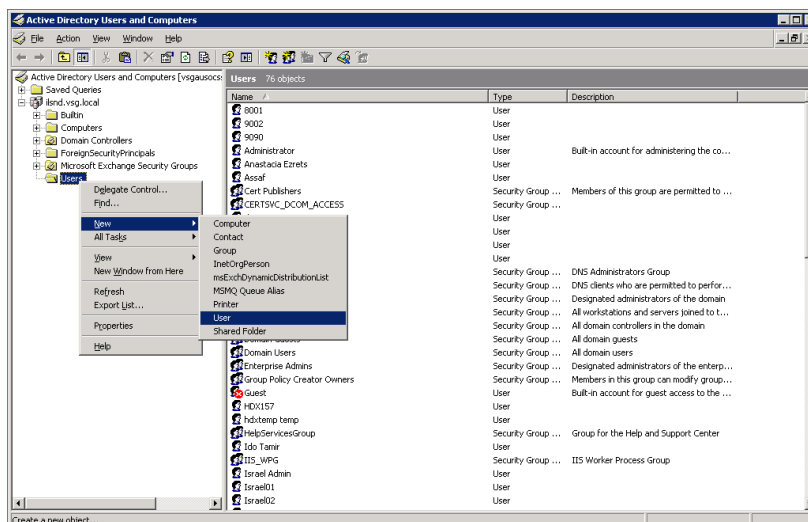 Active Directory Users and Computers
File Action View Window Help
Active Directory Users and Computers [vsgausocs
Saved Queries
ilsnd.vsg.local
Builtin
Computers
Domain Controllers
ForeignSecurityPrincipals
Microsoft Exchange Security Groups
Users
Delegate Control...
Find...
New
All Tasks
View
New Window from Here
Refresh
Export List...
Properties
Help
Computer
Contact
Group
InetOrgPerson
msExchDynamicDistributionList
MSMQ Queue Alias
Printer
User
Shared Folder
Users 76 objects
Name Type Description
8001 User
9002 User
9090 User
Administrator User Built-in account for administering the co...
Anastacia Ezrets User
Assaf User
Cert Publishers Security Group ... Members of this group are permitted to ...
CERTSVC_DCOM_ACCESS Security Group ...
User
User
User
User
Security Group ... DNS Administrators Group
Security Group ... DNS clients who are permitted to perfor...
Security Group ... Designated administrators of the domain
Security Group ... All workstations and servers joined to t...
Security Group ... All domain controllers in the domain
Security Group ... All domain guests
Domain Users Security Group ... All domain users
Enterprise Admins Security Group ... Designated administrators of the enterp...
Group Policy Creator Owners Security Group ... Members in this group can modify group...
Guest User Built-in account for guest access to the ...
HDX157 User
hdxtemp temp User
HelpServicesGroup Security Group ... Group for the Help and Support Center
Ido Tamir User
IIS_WPG Security Group ... IIS Worker Process Group
Israel Admin User
Israel01 User
Israel02 User
Create a new object...